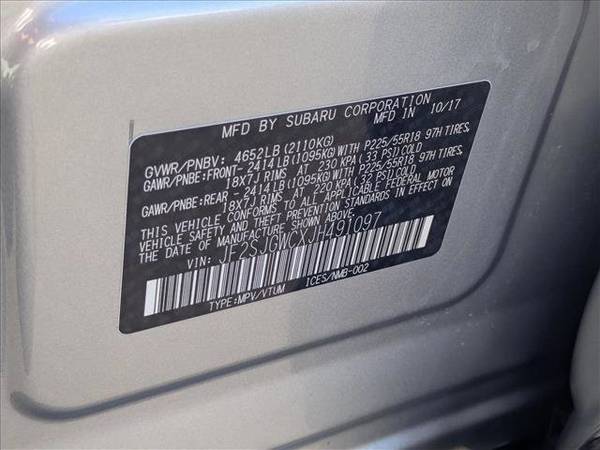 MFD BY SUBARU CORPORATION
MFD IN 10/17
GVWR/PNBV: 4652LB(2110KG)
GAWR/PNBE:FRONT- 2414LB(1095KG)WITH P225/55R18 97H TIRES,
18X7J RIMS AT 230 KPA( 33 PSI)COLD
GAWR/PNBE:REAR - 2414LB(1095KG)WITH P225/55R18 97H TIRES,
18X7J RIMS AT 220 KPA( 32 PSI)COLD
THIS VEHICLE CONFORMS TO ALL APPLICABLE FEDERAL MOTOR
VEHICLE SAFETY AND THEFT PREVENTION STANDARDS IN
EFFECT ON THE DATE OF MANUFACTURE SHOWN ABOVE.
VIN: JF2SJGWCXJH491097
TYPE:MPV/VTUM ICES/NMB-002